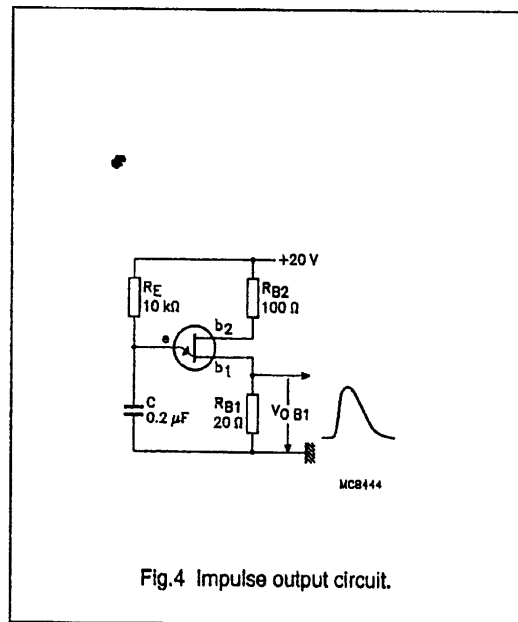 +20 V
RE
10 kΩ
RB2
100 Ω
b2
e
b1
C
0.2 μF
RB1
20 Ω
VO B1
MCB444
Fig.4 Impulse output circuit.